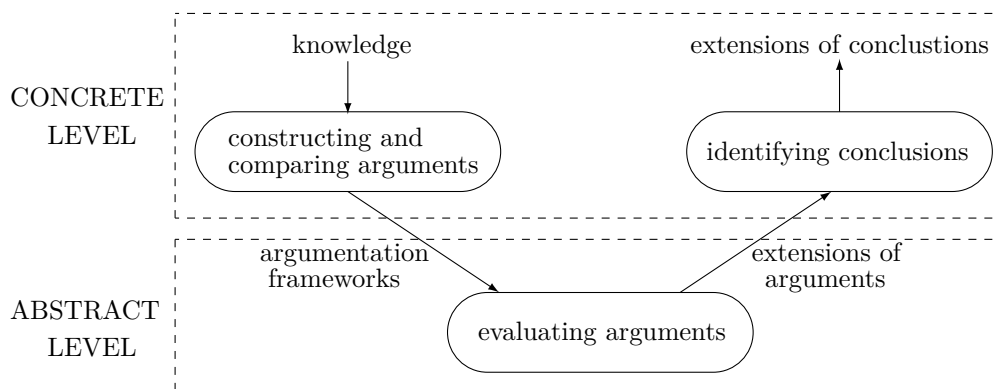 knowledge
extensions of conclustions
CONCRETE
LEVEL
constructing and
comparing arguments
identifying conclusions
argumentation
frameworks
extensions of
arguments
ABSTRACT
LEVEL
evaluating arguments